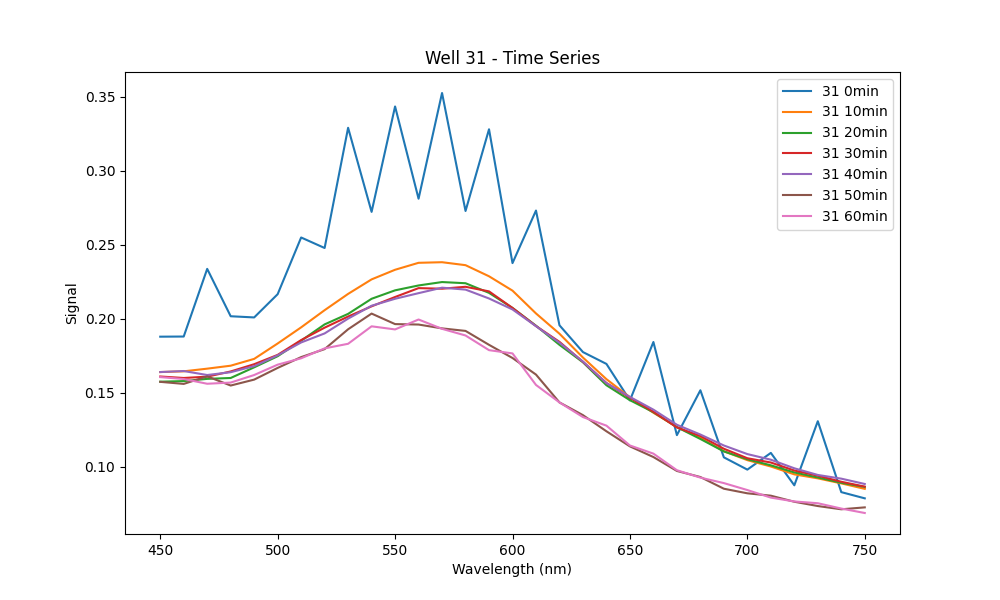 Well 31 - Time Series
31 0min
31 10min
31 20min
31 30min
31 40min
31 50min
31 60min
0.35
0.30
0.25
0.20
0.15
0.10
Signal
450 500 550 600 650 700 750
Wavelength (nm)